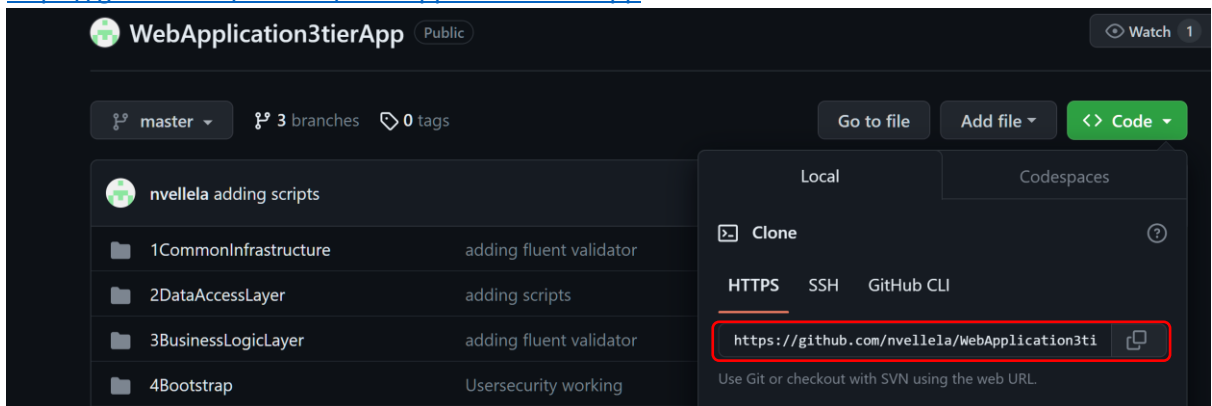 WebApplication3tierApp Public
Watch 1
master 3 branches 0 tags
Go to file Add file <> Code
nvellela adding scripts
1CommonInfrastructure adding fluent validator
2DataAccessLayer adding scripts
3BusinessLogicLayer adding fluent validator
4Bootstrap Usersecurity working
Local Codespaces
Clone
HTTPS SSH GitHub CLI
https://github.com/nvellela/WebApplication3ti
Use Git or checkout with SVN using the web URL.